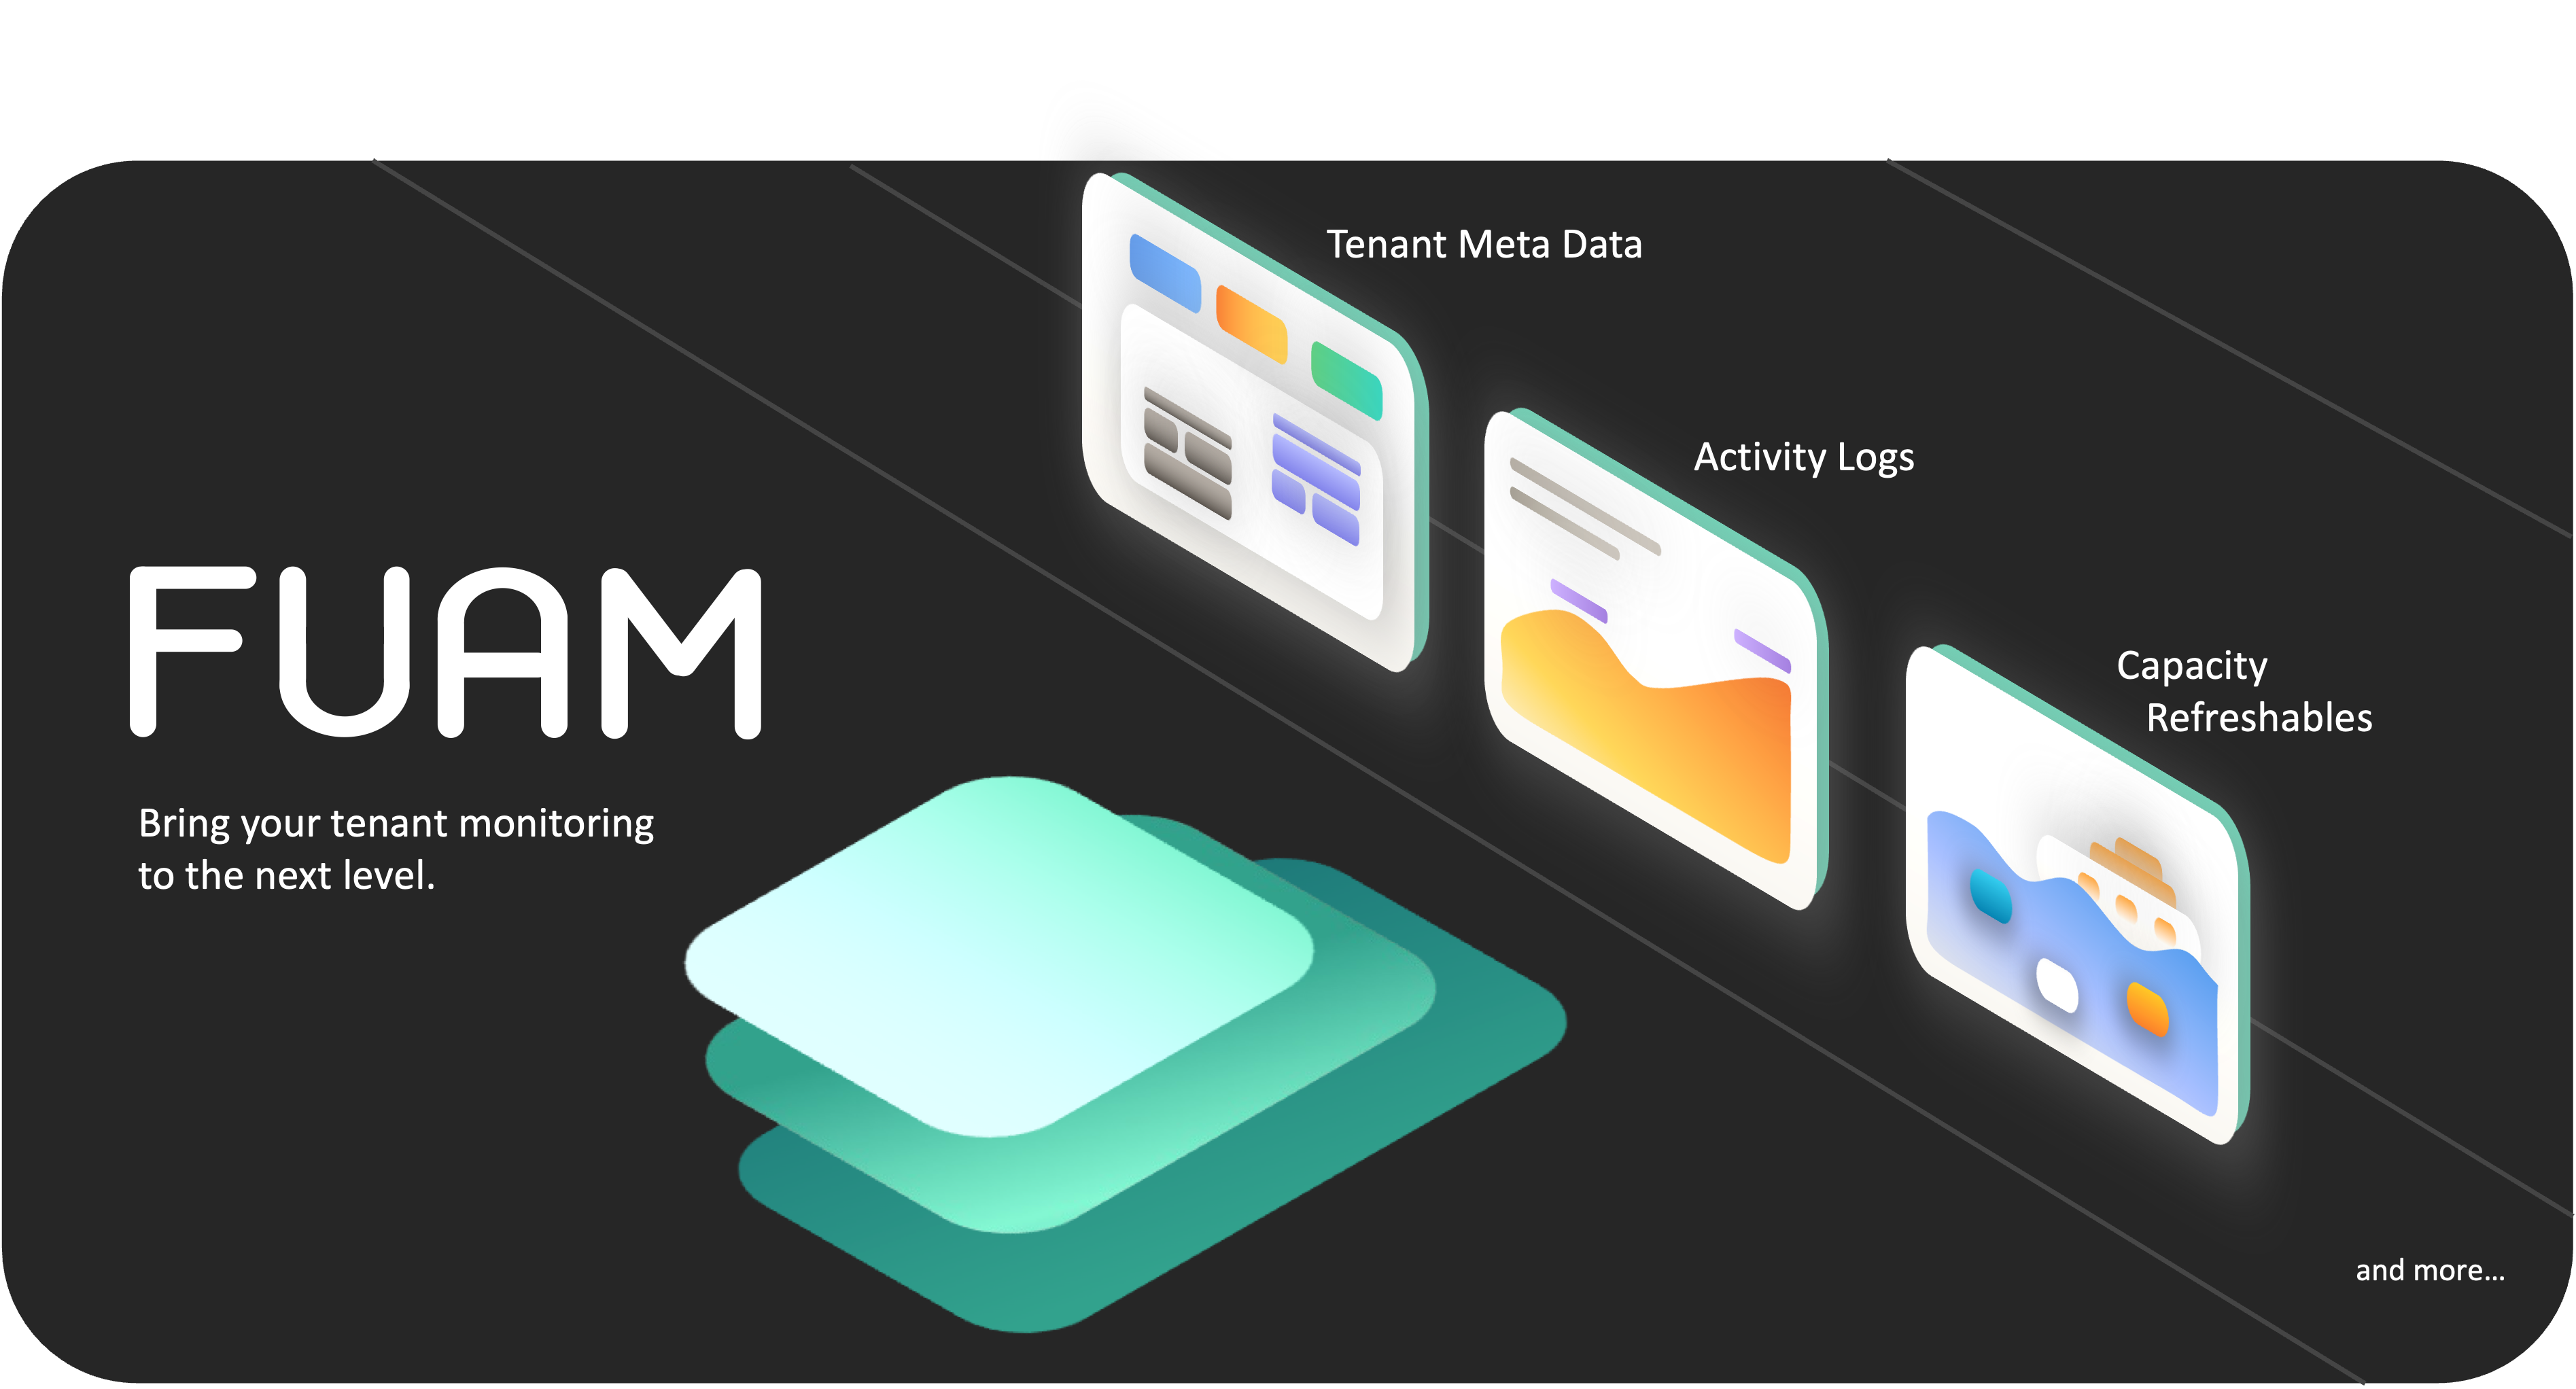 FUAM
Bring your tenant monitoring
to the next level.
Tenant Meta Data
Activity Logs
Capacity
Refreshables
and more...